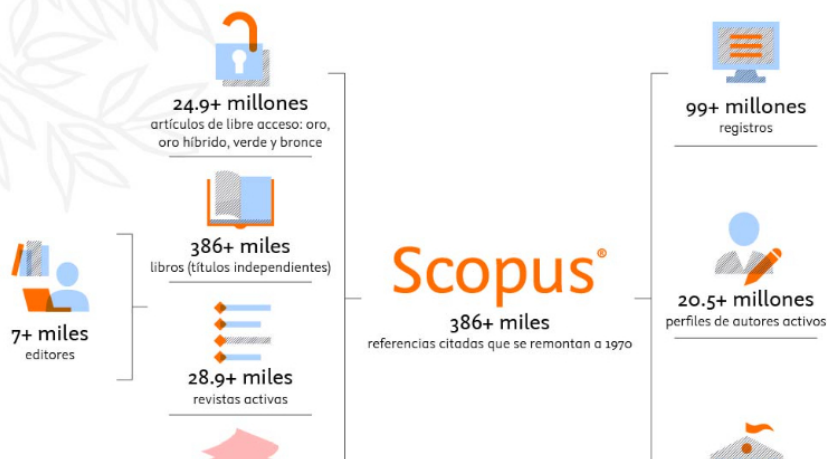 24.9+ millones
artículos de libre acceso: oro,
oro híbrido, verde y bronce
386+ miles
libros (títulos independientes)
7+ miles
editores
28.9+ miles
revistas activas
Scopus®
386+ miles
referencias citadas que se remontan a 1970
99+ millones
registros
20.5+ millones
perfiles de autores activos